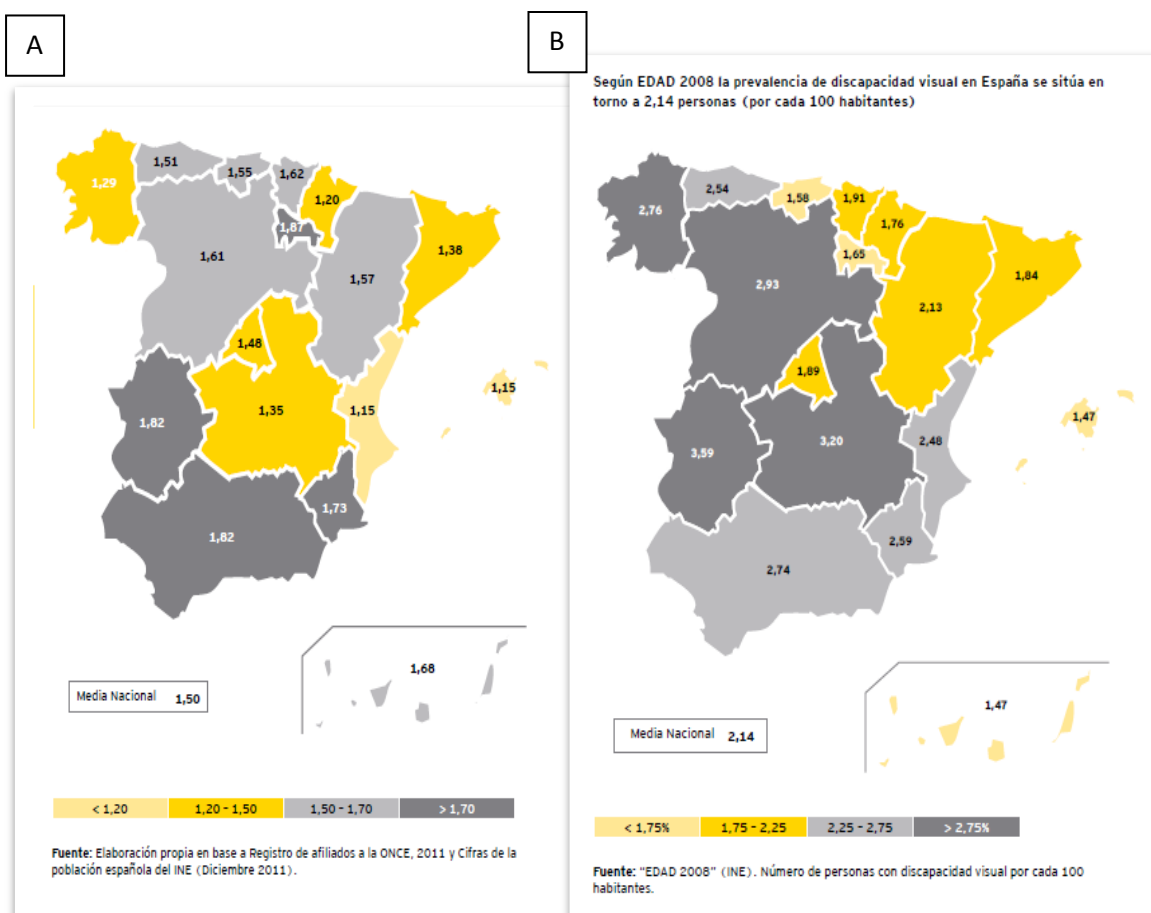 A
1,51
1,55
1,62
1,29
1,20
1,87
1,38
1,61
1,57
1,48
1,15
1,35
1,15
1,82
1,73
1,82
1,68
Media Nacional 1,50
< 1,20 1,20 - 1,50 1,50 - 1,70 > 1,70
Fuente: Elaboración propia en base a Registro de afiliados a la ONCE, 2011 y Cifras de la
población española del INE (Diciembre 2011).
B
Según EDAD 2008 la prevalencia de discapacidad visual en España se sitúa en
torno a 2,14 personas (por cada 100 habitantes)
2,54
1,58
1,91
2,76
1,76
1,65
1,84
2,93
2,13
1,89
1,47
3,20
2,48
3,59
2,59
2,74
1,47
Media Nacional 2,14
< 1,75% 1,75 - 2,25 2,25 - 2,75 > 2,75%
Fuente: "EDAD 2008" (INE). Número de personas con discapacidad visual por cada 100
habitantes.